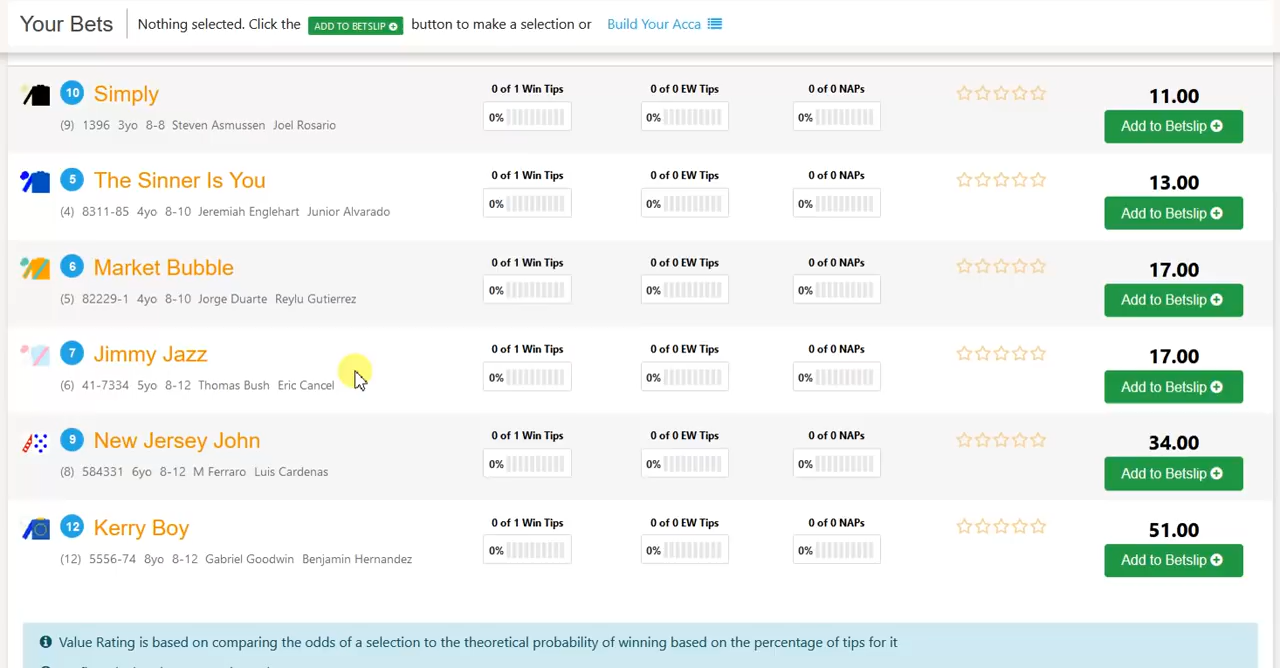 Your Bets Nothing selected. Click the ADD TO BETSLIP button to make a selection or Build Your Acca
10 Simply 0 of 1 Win Tips 0 of 0 EW Tips 0 of 0 NAPs 11.00
0% 0% 0% Add to Betslip
(9) 1396 3yo 8-8 Steven Asmussen Joel Rosario
5 The Sinner Is You 0 of 1 Win Tips 0 of 0 EW Tips 0 of 0 NAPs 13.00
0% 0% 0% Add to Betslip
(4) 8311-85 4yo 8-10 Jeremiah Englehart Junior Alvarado
6 Market Bubble 0 of 1 Win Tips 0 of 0 EW Tips 0 of 0 NAPs 17.00
0% 0% 0% Add to Betslip
(5) 82229-1 4yo 8-10 Jorge Duarte Reylu Gutierrez
7 Jimmy Jazz 0 of 1 Win Tips 0 of 0 EW Tips 0 of 0 NAPs 17.00
0% 0% 0% Add to Betslip
(6) 41-7334 5yo 8-12 Thomas Bush Eric Cancel
9 New Jersey John 0 of 1 Win Tips 0 of 0 EW Tips 0 of 0 NAPs 34.00
0% 0% 0% Add to Betslip
(8) 584331 6yo 8-12 M Ferraro Luis Cardenas
12 Kerry Boy 0 of 1 Win Tips 0 of 0 EW Tips 0 of 0 NAPs 51.00
0% 0% 0% Add to Betslip
(12) 5556-74 8yo 8-12 Gabriel Goodwin Benjamin Hernandez
Value Rating is based on comparing the odds of a selection to the theoretical probability of winning based on the percentage of tips for it